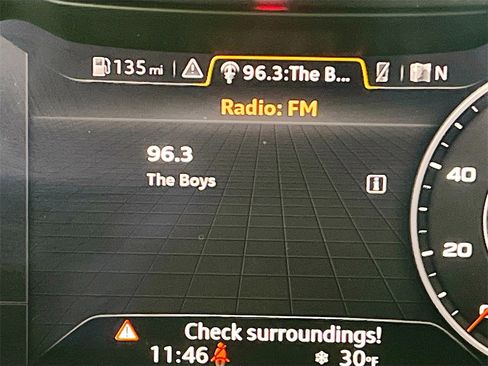 135 mi 96.3:The B... N
Radio: FM
96.3
The Boys
i
40
20
Check surroundings!
11:46 30°F